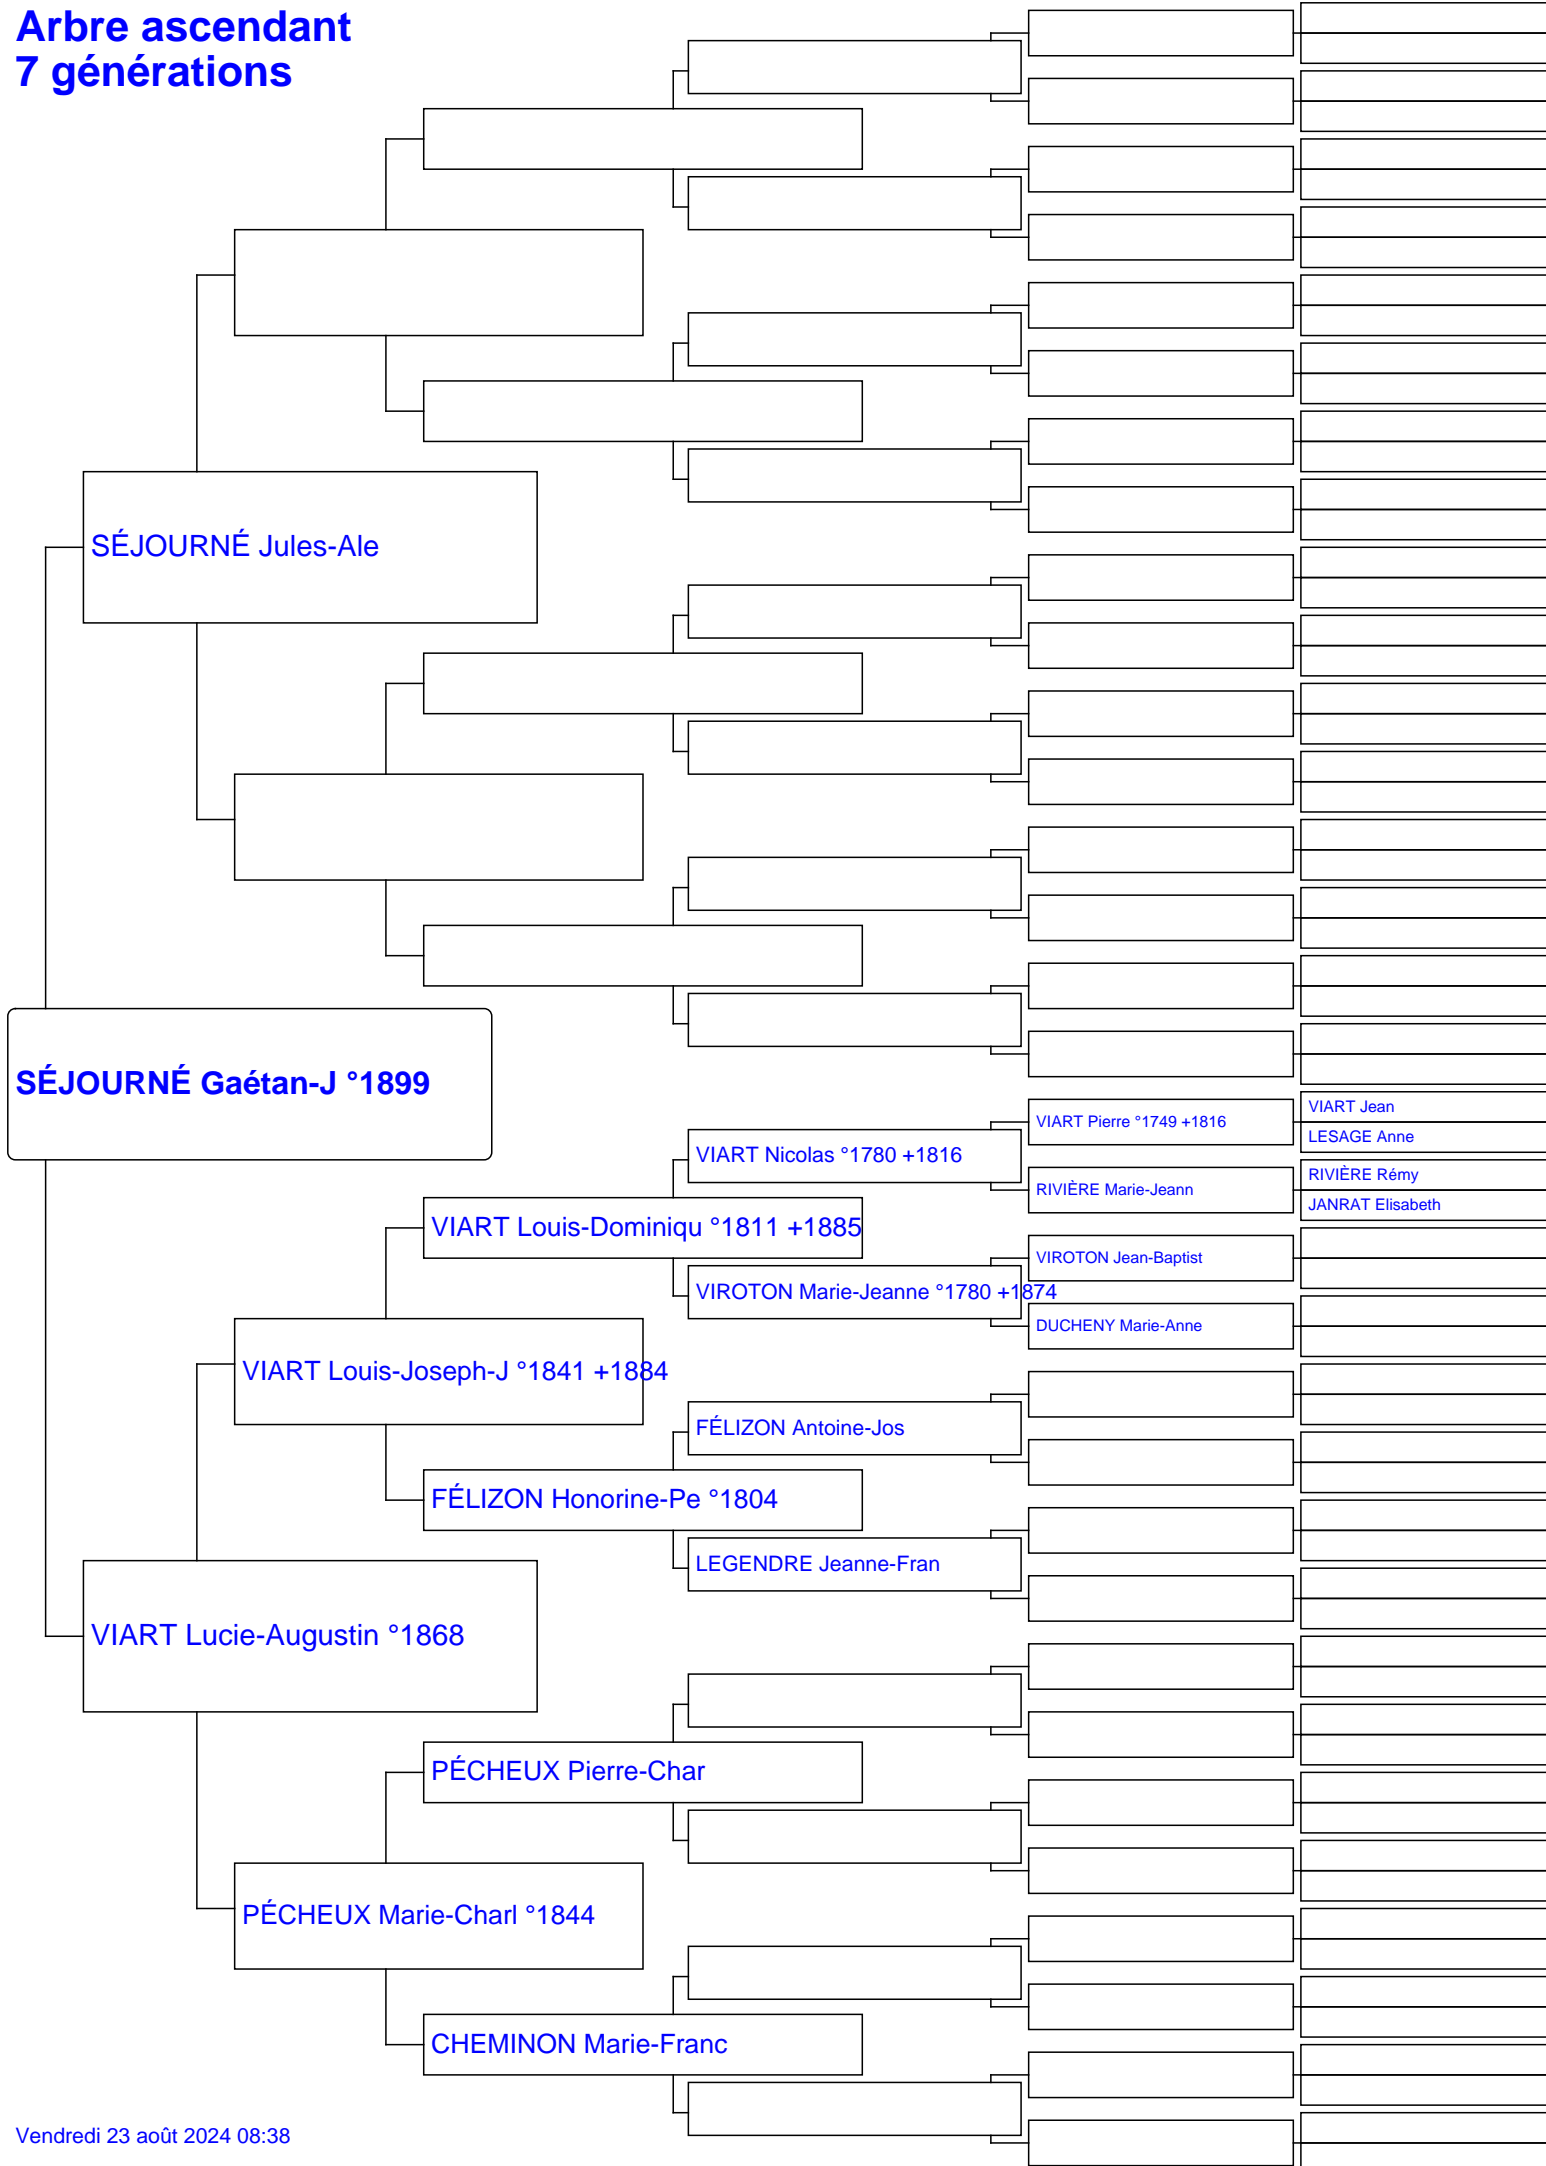 Arbre ascendant
7 générations
SÉJOURNÉ Jules-Ale
SÉJOURNÉ Gaétan-J °1899
VIART Jean
VIART Pierre °1749 +1816
LESAGE Anne
VIART Nicolas °1780 +1816
RIVIÈRE Rémy
RIVIÈRE Marie-Jeann
JANRAT Elisabeth
VIART Louis-Dominiqu °1811 +1885
VIROTON Jean-Baptist
VIROTON Marie-Jeanne °1780 +1874
DUCHENY Marie-Anne
VIART Louis-Joseph-J °1841 +1884
FÉLIZON Antoine-Jos
FÉLIZON Honorine-Pe °1804
LEGENDRE Jeanne-Fran
VIART Lucie-Augustin °1868
PÉCHEUX Pierre-Char
PÉCHEUX Marie-Charl °1844
CHEMINON Marie-Franc
Vendredi 23 août 2024 08:38